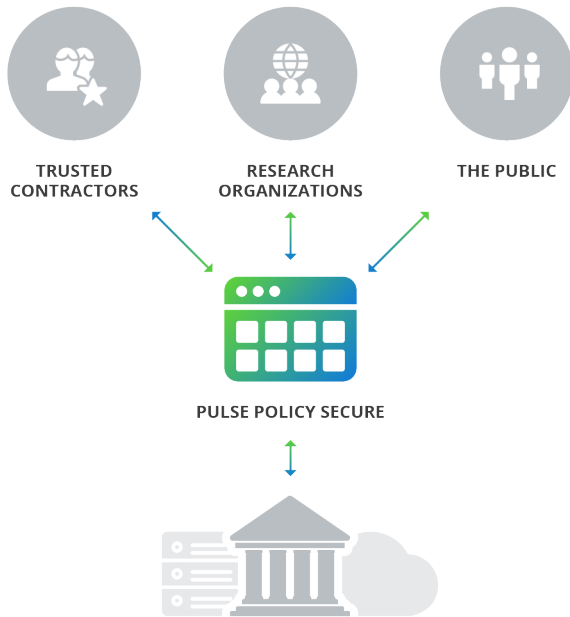 TRUSTED
CONTRACTORS
RESEARCH
ORGANIZATIONS
THE PUBLIC
PULSE POLICY SECURE